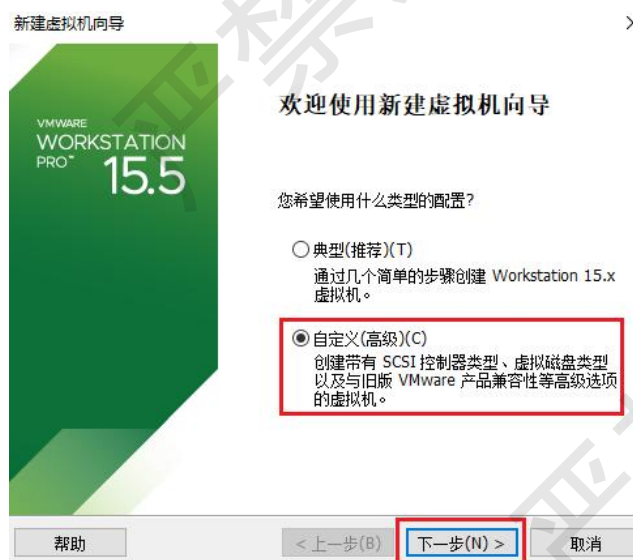 新建虚拟机向导
VMWARE
WORKSTATION
PRO™ 15.5
欢迎使用新建虚拟机向导
您希望使用什么类型的配置?
典型(推荐)(T)
通过几个简单的步骤创建 Workstation 15.x
虚拟机。
自定义(高级)(C)
创建带有 SCSI 控制器类型、虚拟磁盘类型
以及与旧版 VMware 产品兼容性等高级选项
的虚拟机。
帮助
< 上一步(B)
下一步(N) >
取消
严禁